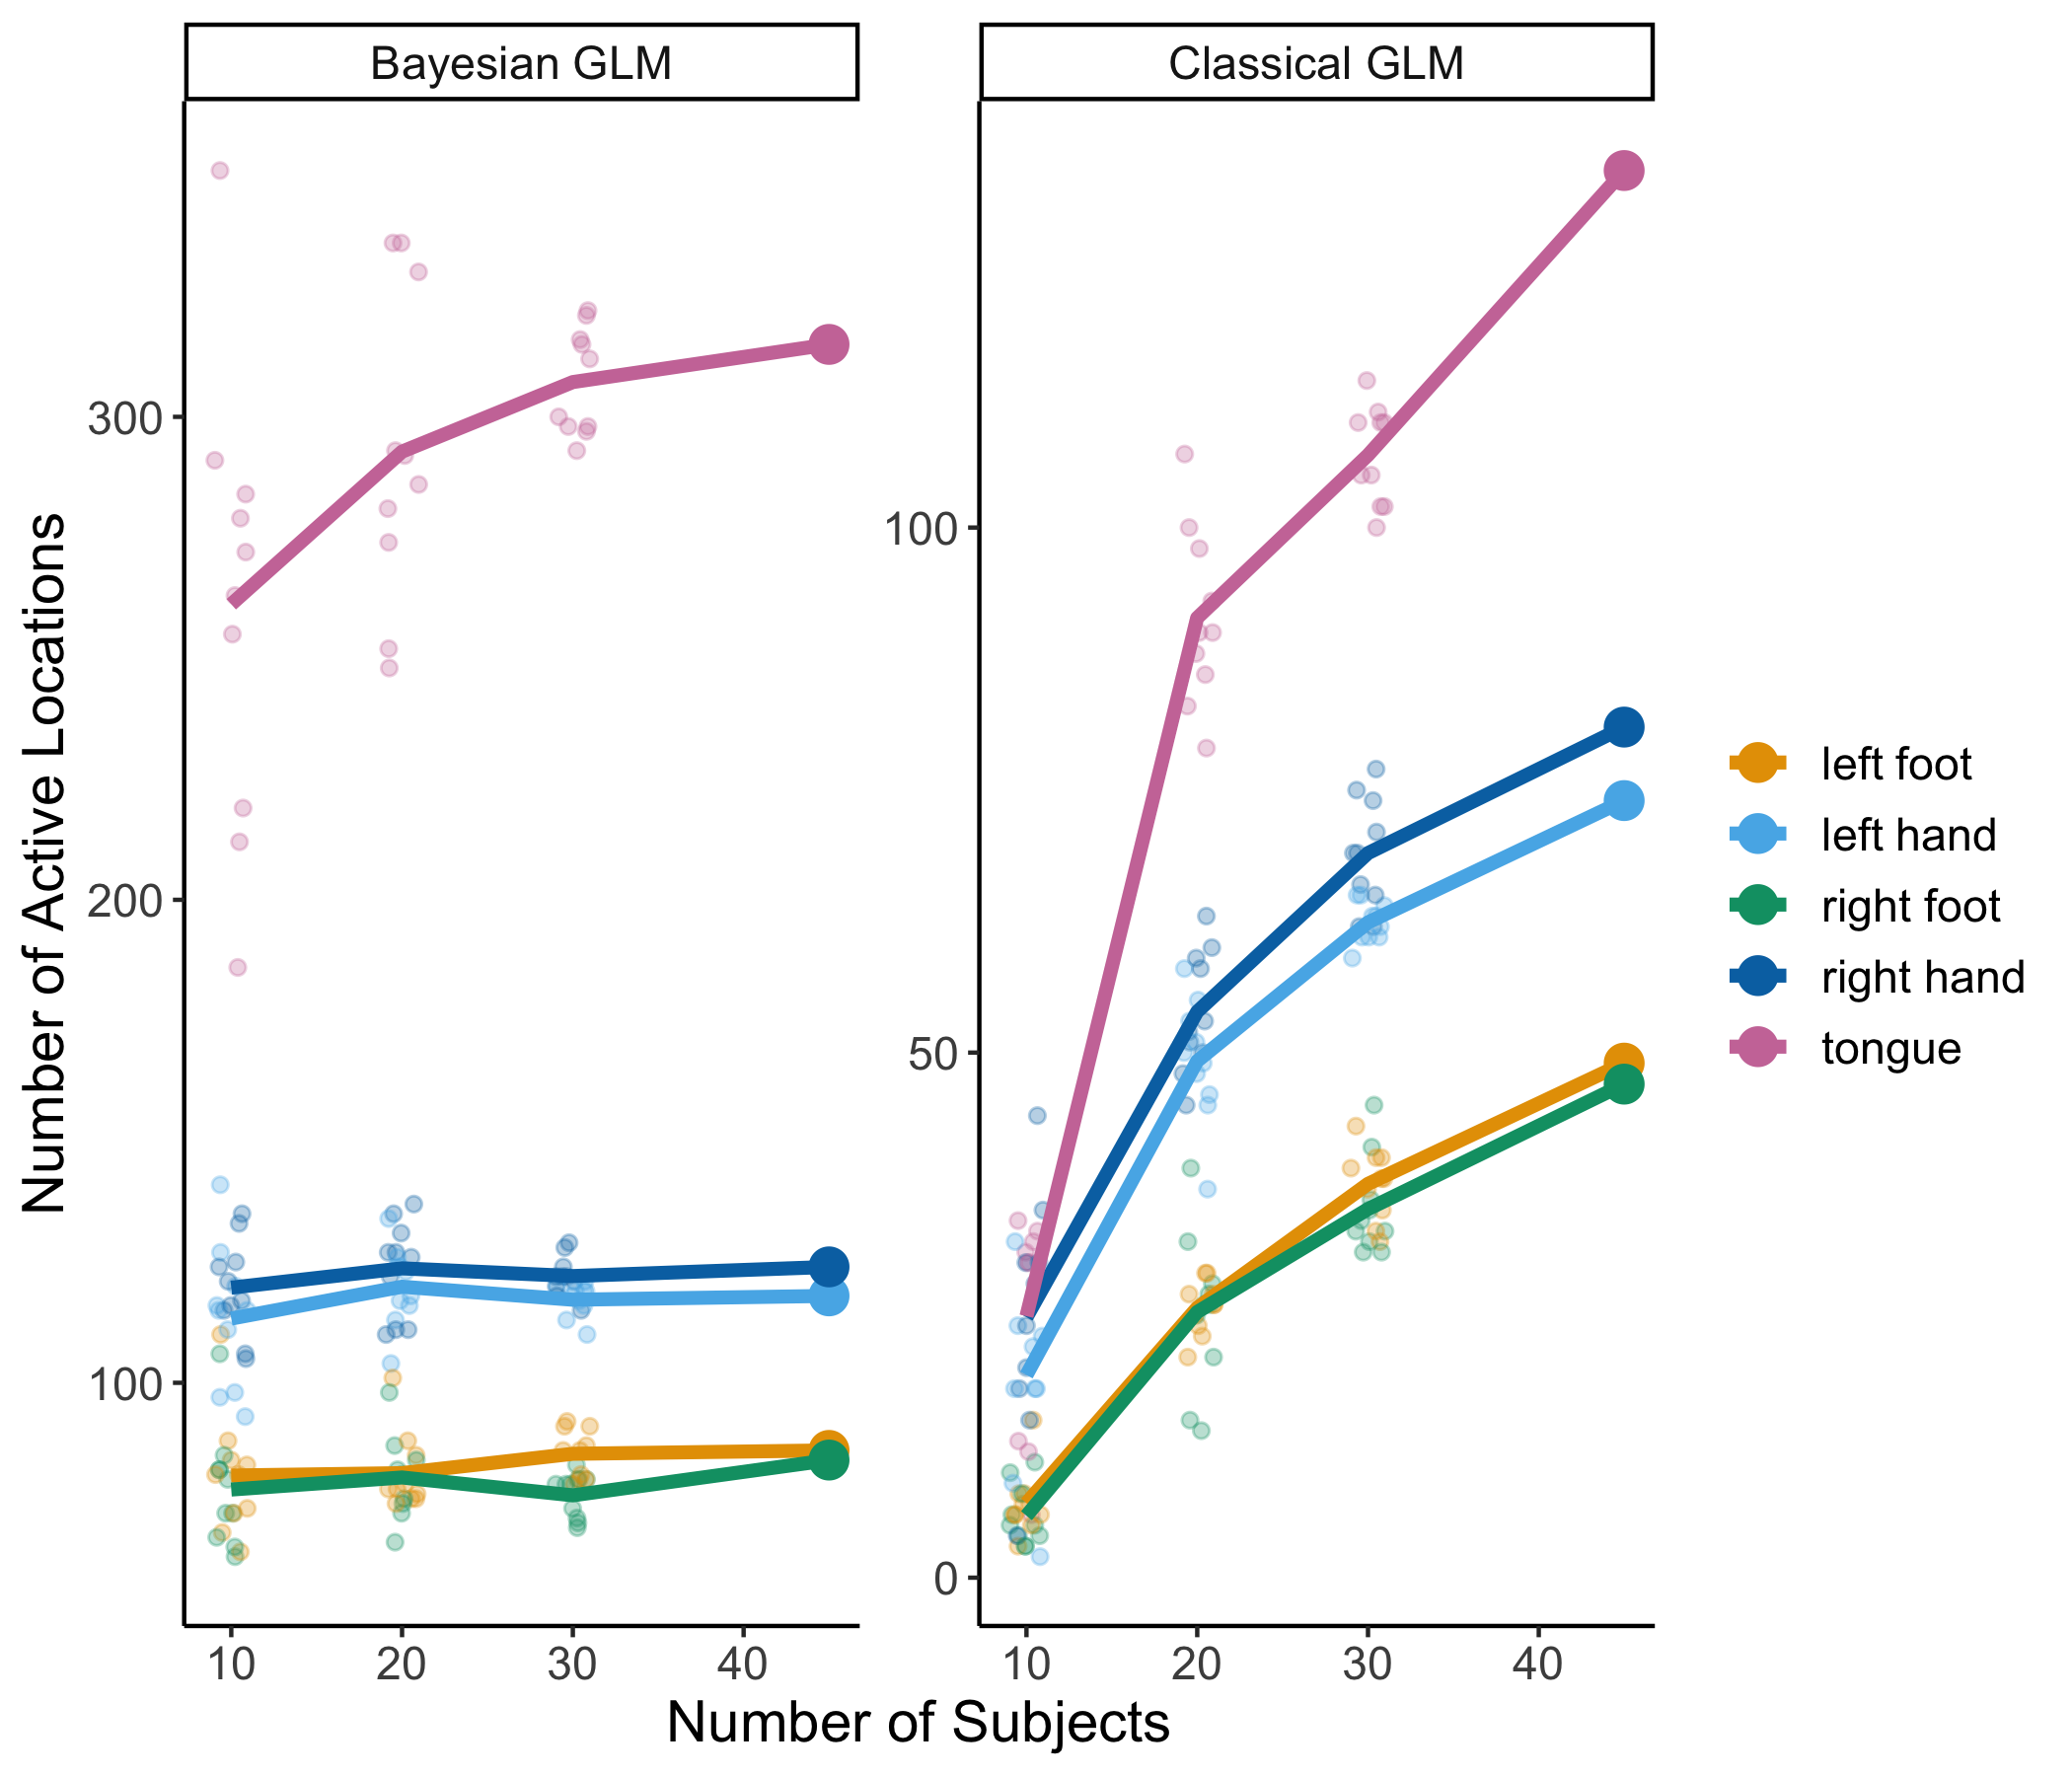 Bayesian GLM
Classical GLM
Number of Active Locations
300
200
100
100
50
0
10 20 30 40
10 20 30 40
Number of Subjects
left foot
left hand
right foot
right hand
tongue